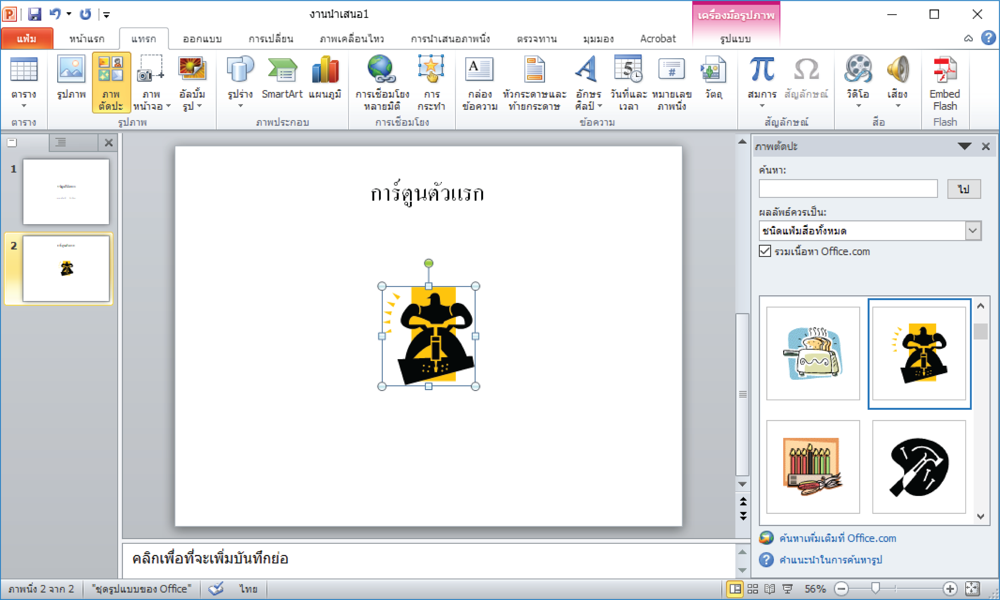 งานนำเสนอ1
เครื่องมือรูปภาพ
แฟ้ม หน้าแรก แทรก ออกแบบ การเปลี่ยน ภาพเคลื่อนไหว การนำเสนอภาพนิ่ง ตรวจทาน มุมมอง Acrobat รูปแบบ
ตาราง รูปภาพ ภาพ ภาพ อัลบั้ม รูปร่าง SmartArt แผนภูมิ การเชื่อมโยง การ กล่อง หัวกระดาษและ อักษร วันที่และ หมายเลข วัตถุ สมการ สัญลักษณ์ วิดีโอ เสียง Embed
ตัดปะ หน้าจอ รูป หลายมิติ กระทำ ข้อความ ท้ายกระดาษ ศิลป์ เวลา ภาพนิ่ง Flash
ตาราง รูปภาพ ภาพประกอบ การเชื่อมโยง ข้อความ สัญลักษณ์ สื่อ Flash
1
2
การ์ตูนตัวแรก
คลิกเพื่อที่จะเพิ่มบันทึกย่อ
ภาพตัดปะ
ค้นหา:
ไป
ผลลัพธ์ควรเป็น:
ชนิดแฟ้มสื่อทั้งหมด
รวมเนื้อหา Office.com
ค้นหาเพิ่มเติมที่ Office.com
คำแนะนำในการค้นหารูป
ภาพนิ่ง 2 จาก 2 "ชุดรูปแบบของ Office" ไทย 56%